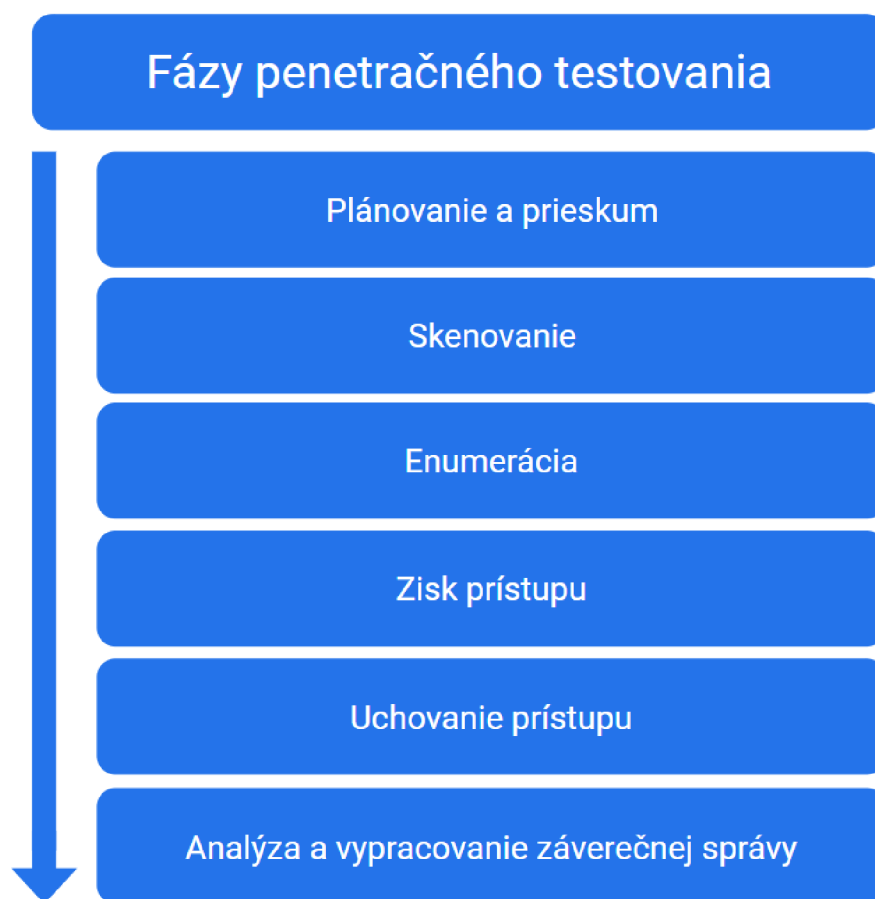 Fázy penetračného testovania
Plánovanie a prieskum
Skenovanie
Enumerácia
Zisk prístupu
Uchovanie prístupu
Analýza a vypracovanie záverečnej správy